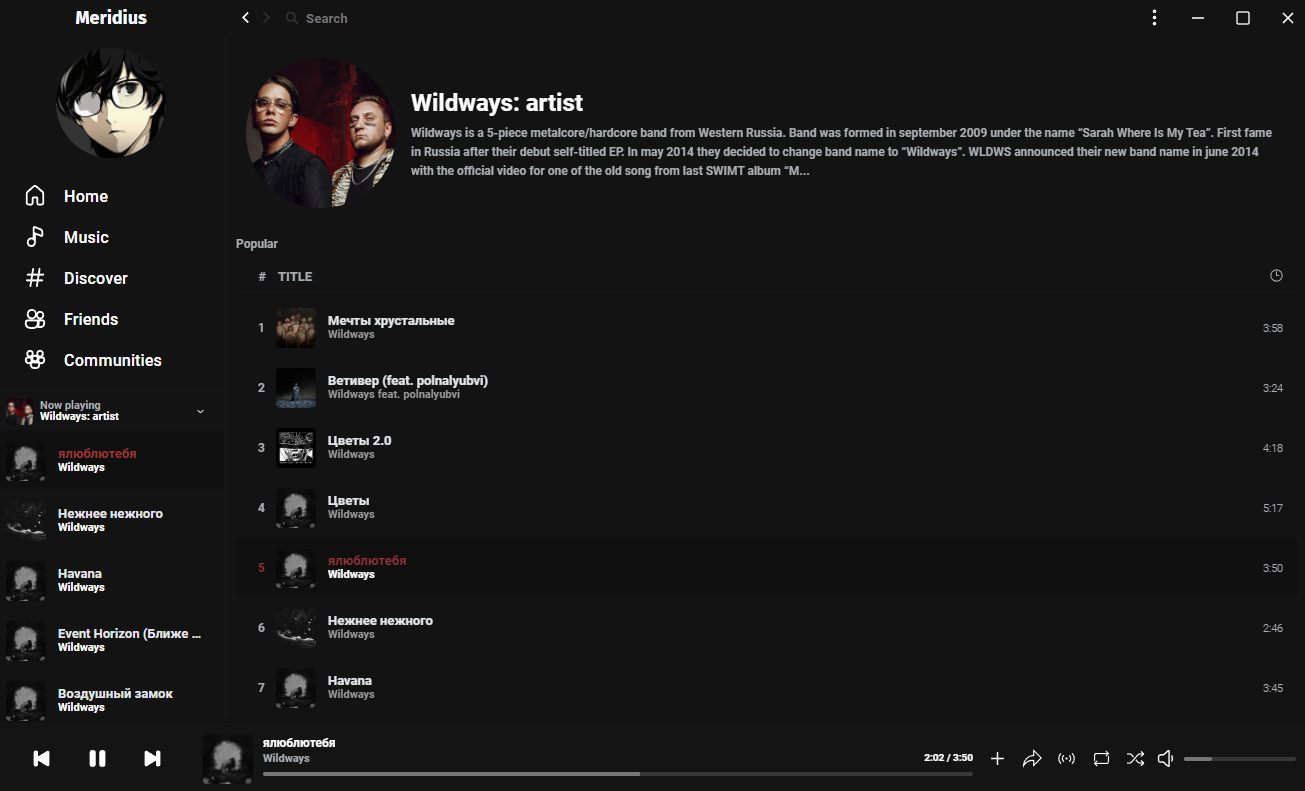 Meridius
Search
Home
Music
Discover
Friends
Communities
Now playing
Wildways: artist
ялюблютебя
Wildways
Нежнее нежного
Wildways
Havana
Wildways
Event Horizon (Ближе ...
Wildways
Воздушный замок
Wildways
Wildways: artist
Wildways is a 5-piece metalcore/hardcore band from Western Russia. Band was formed in september 2009 under the name “Sarah Where Is My Tea”. First fame
in Russia after their debut self-titled EP. In may 2014 they decided to change band name to “Wildways”. WLDWS announced their new band name in june 2014
with the official video for one of the old song from last SWIMT album “M...
Popular
# TITLE
1 Мечты хрустальные 3:58
Wildways
2 Ветивер (feat. polnalyubvi) 3:24
Wildways feat. polnalyubvi
3 Цветы 2.0 4:18
Wildways
4 Цветы 5:17
Wildways
5 ялюблютебя 3:50
Wildways
6 Нежнее нежного 2:46
Wildways
7 Havana 3:45
Wildways
ялюблютебя
Wildways
2:02 / 3:50